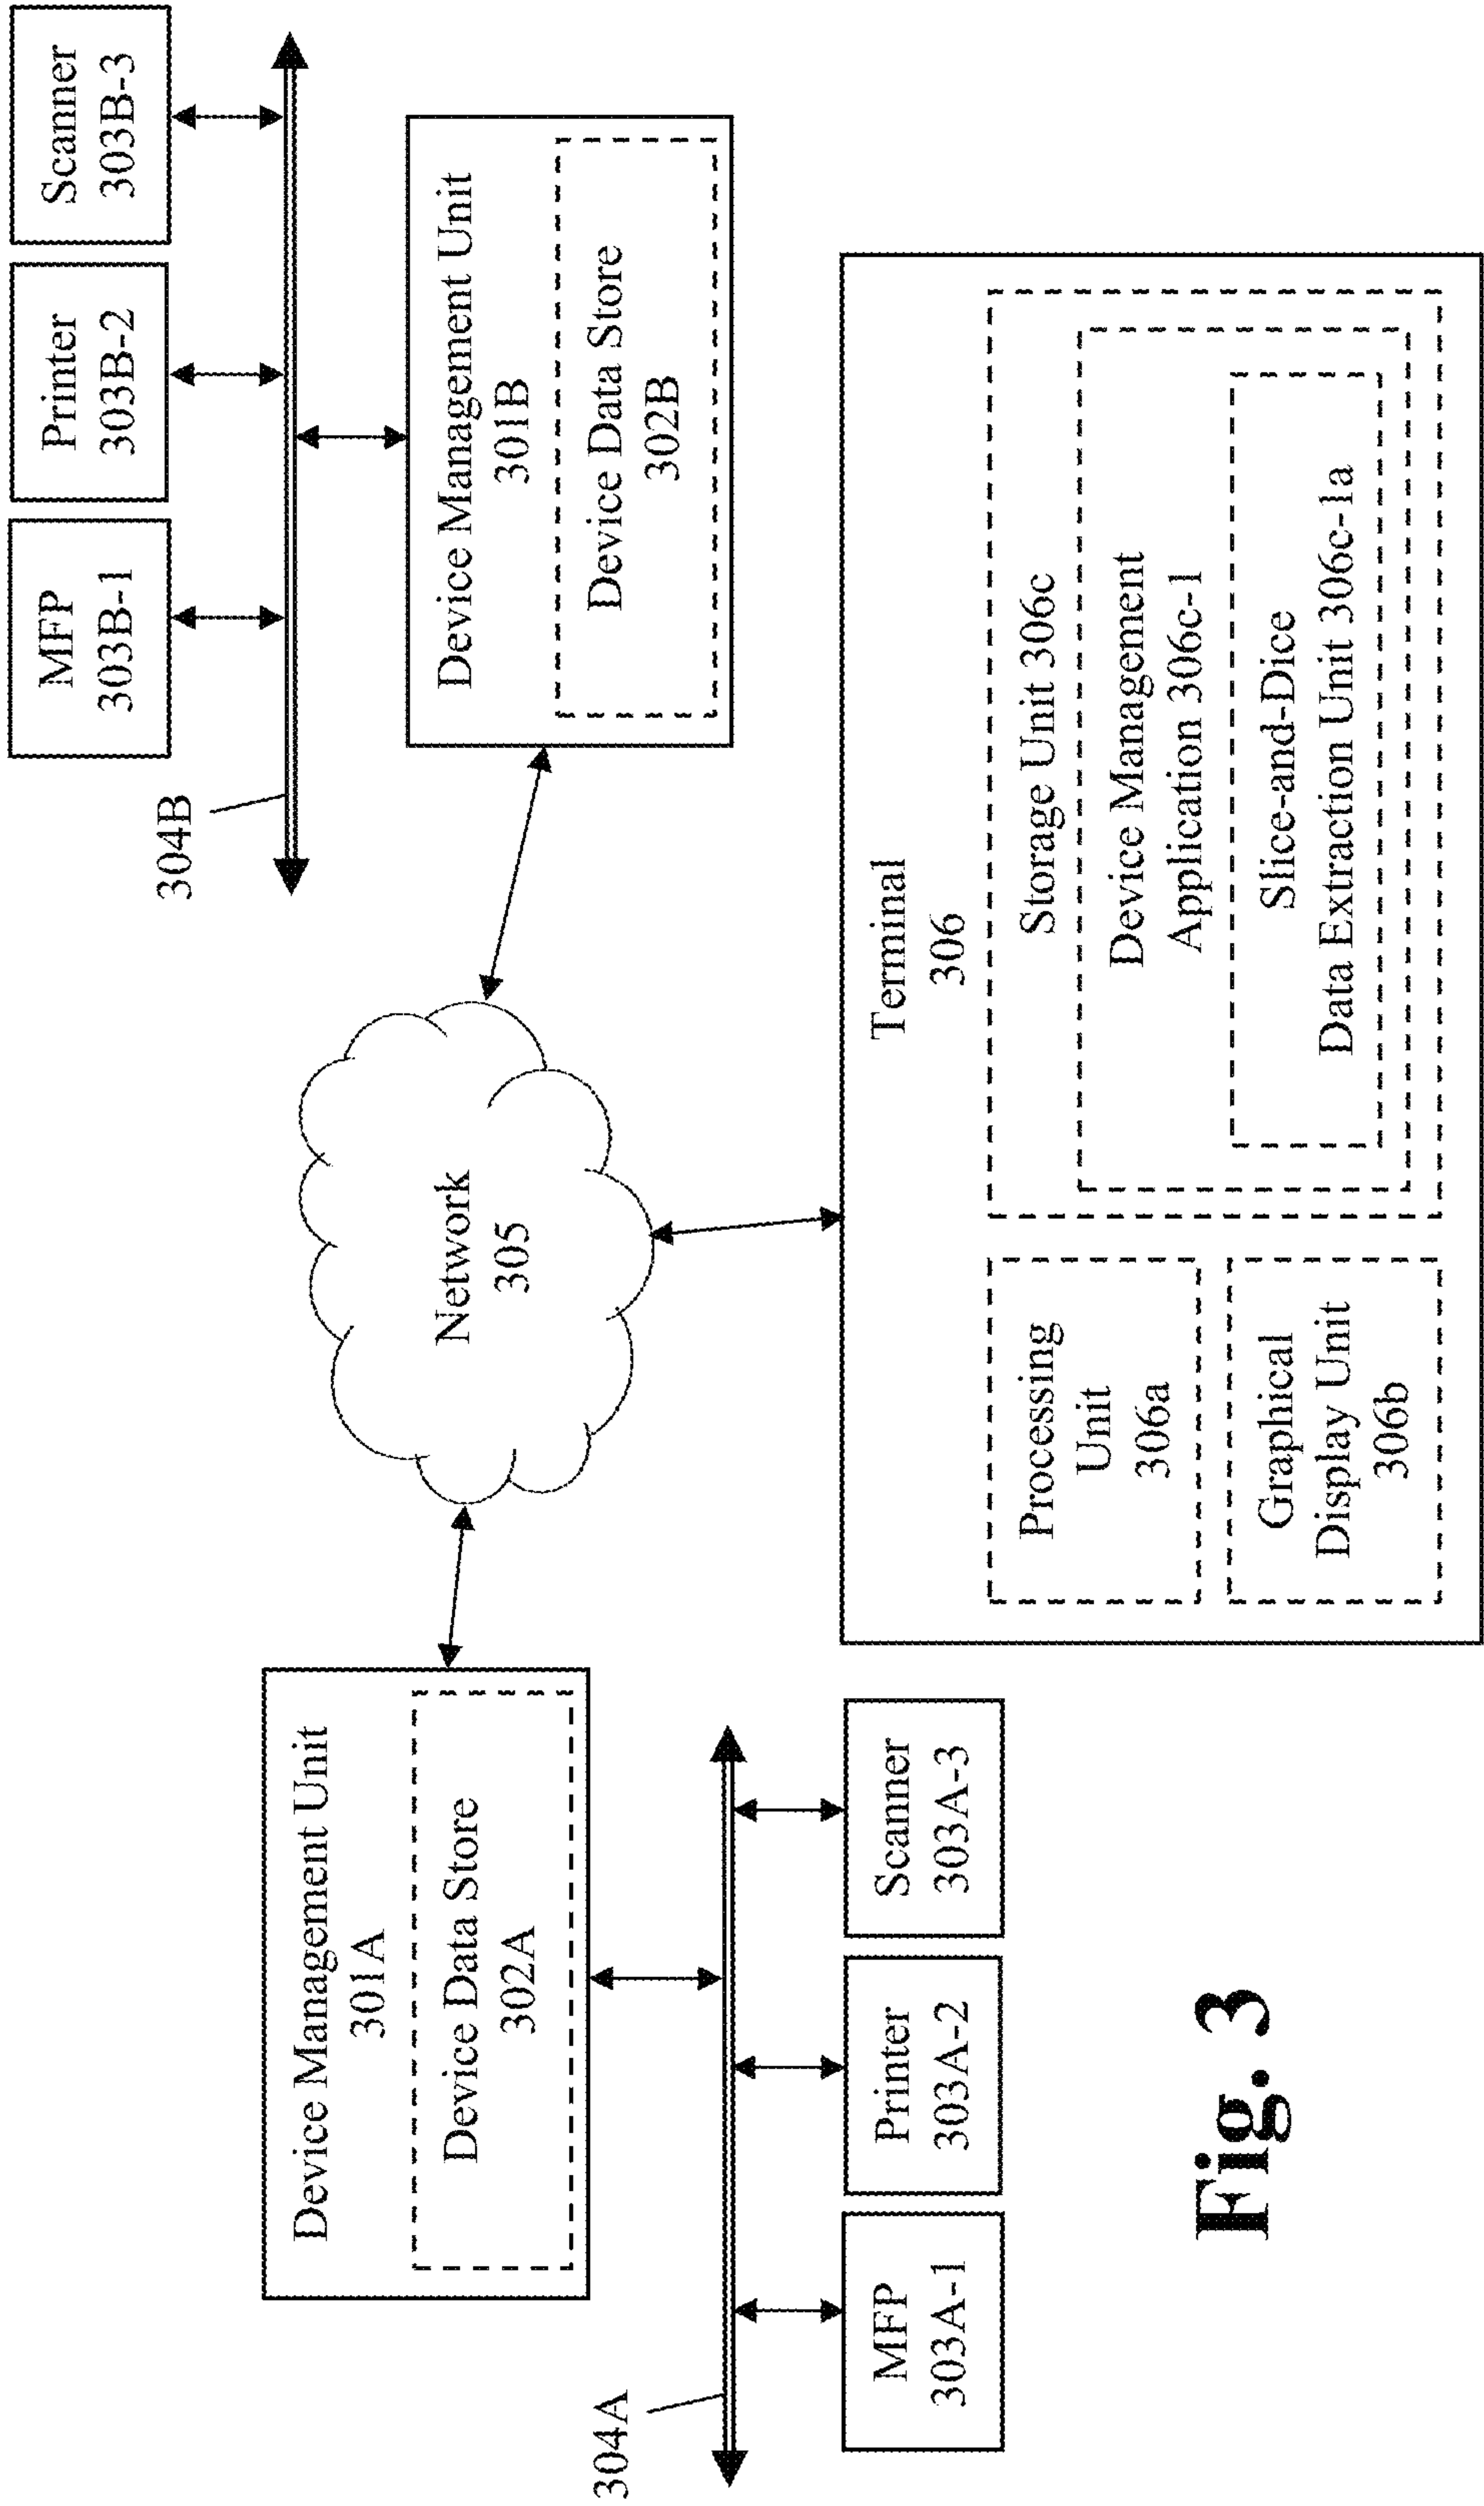 MFP
303B-1
Printer
303B-2
Scanner
303B-3
304B
Device Management Unit
301B
Device Data Store
302B
Device Management Unit
301A
Device Data Store
302A
Network
305
304A
MFP
303A-1
Printer
303A-2
Scanner
303A-3
Terminal
306
Processing
Unit
306a
Graphical
Display Unit
306b
Storage Unit 306c
Device Management
Application 306c-1
Slice-and-Dice
Data Extraction Unit 306c-1a
Fig. 3